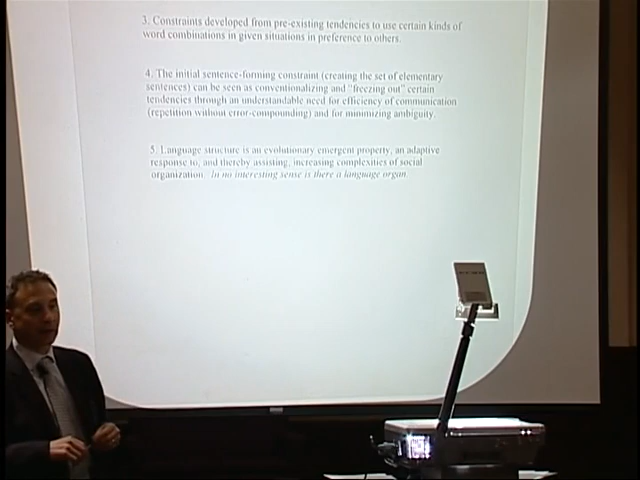 3. Constraints developed from pre-existing tendencies to use certain kinds of
word combinations in given situations in preference to others.
4. The initial sentence-forming constraint (creating the set of elementary
sentences) can be seen as conventionalizing and "freezing out" certain
tendencies through an understandable need for efficiency of communication
(repetition without error-compounding) and for minimizing ambiguity.
5. Language structure is an evolutionary emergent property, an adaptive
response to, and thereby assisting, increasing complexities of social
organization. In no interesting sense is there a language organ.